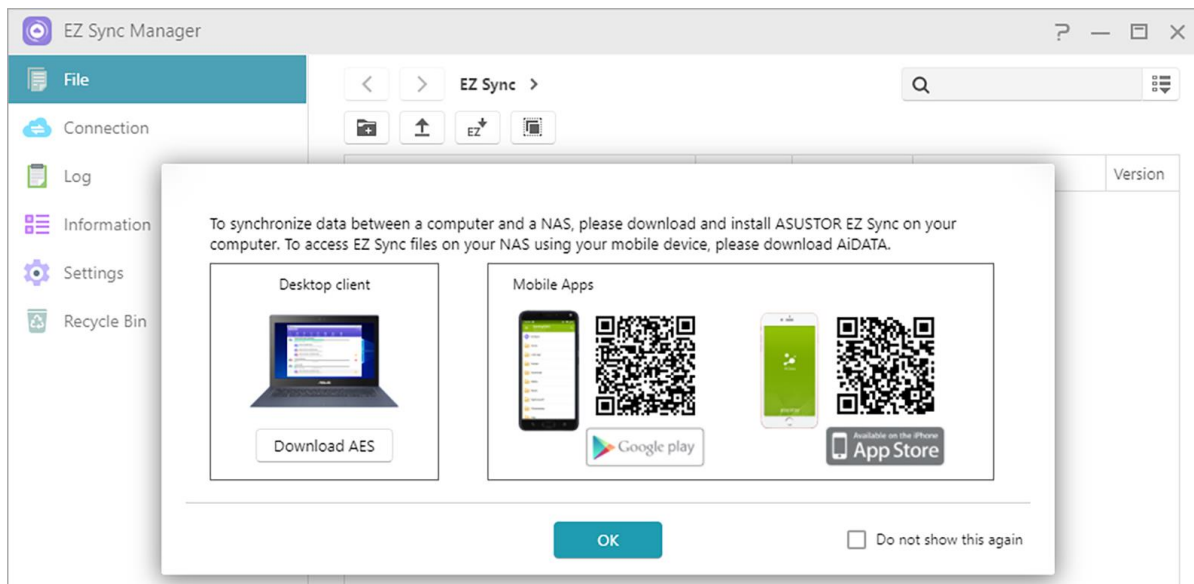 EZ Sync Manager
File
Connection
Log
Information
Settings
Recycle Bin
EZ Sync >
EZ
Version
To synchronize data between a computer and a NAS, please download and install ASUSTOR EZ Sync on your
computer. To access EZ Sync files on your NAS using your mobile device, please download AiDATA.
Desktop client
Download AES
Mobile Apps
Google play
Available on the iPhone
App Store
OK
Do not show this again